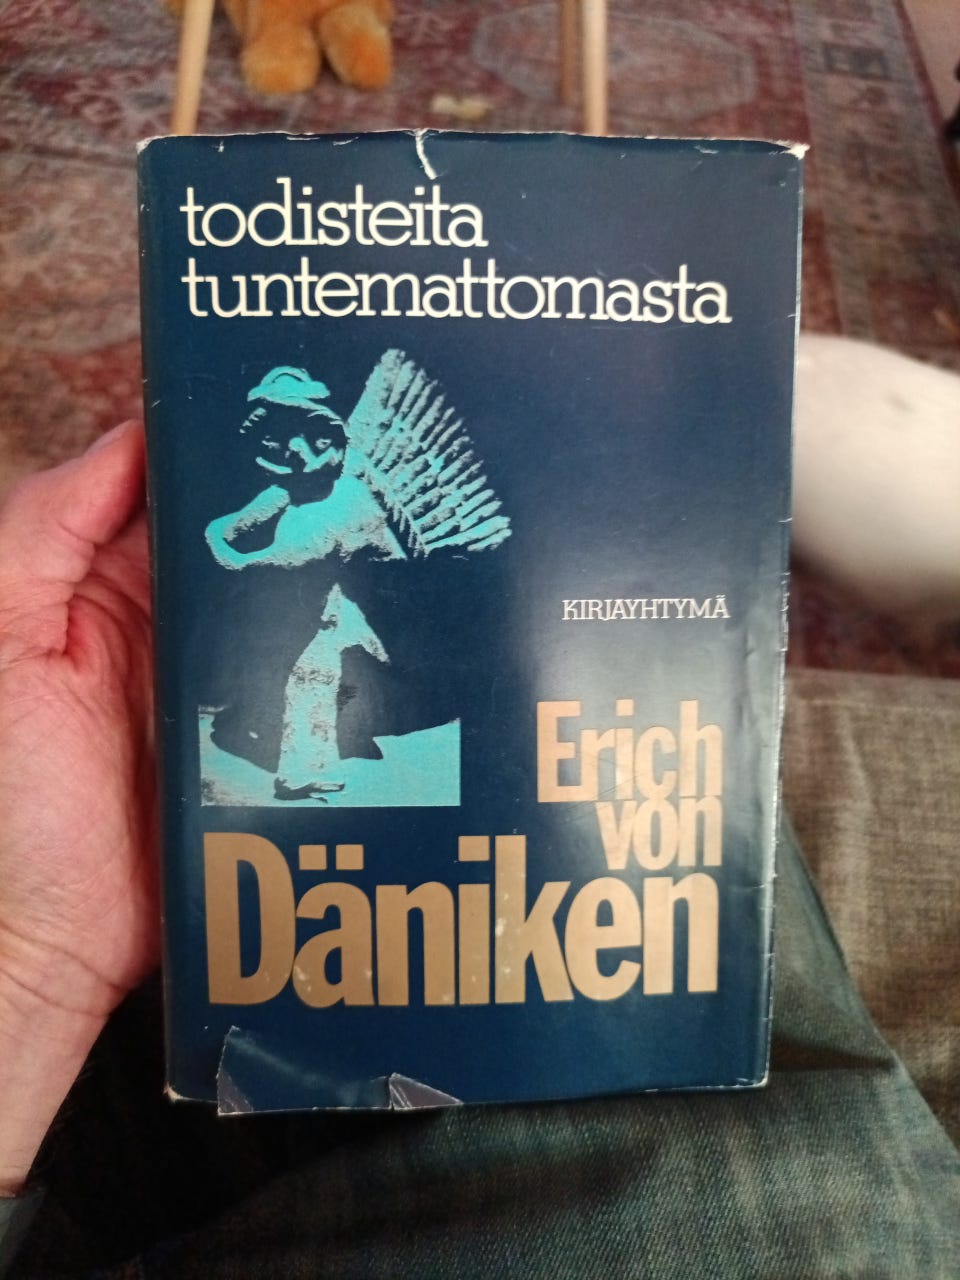 todisteita
tuntemattomasta
KIRJAYHTYMÄ
Erich
von
Däniken